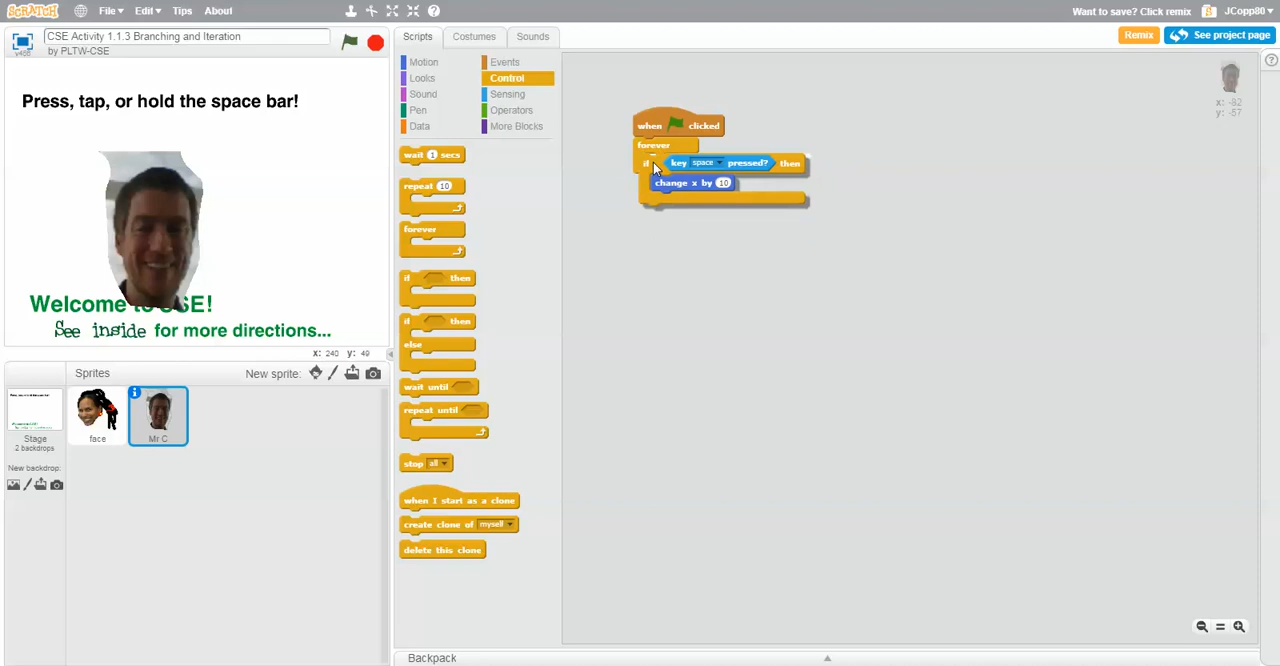 SCRATCH File Edit Tips About Want to save? Click remix JCopp80
CSE Activity 1.1.3 Branching and Iteration
by PLTW-CSE
v456
Remix See project page
Scripts Costumes Sounds
Motion Events
Looks Control
Sound Sensing
Pen Operators
Data More Blocks
Press, tap, or hold the space bar!
Welcome to CSE!
See inside for more directions...
x: 240 y: 49
Sprites New sprite:
Stage
2 backdrops
New backdrop:
face
Mr C
wait 1 secs
repeat 10
forever
if then
if then
else
wait until
repeat until
stop all
when I start as a clone
create clone of myself
delete this clone
when clicked
forever
if key space pressed? then
change x by 10
x: -92
y: -57
Backpack